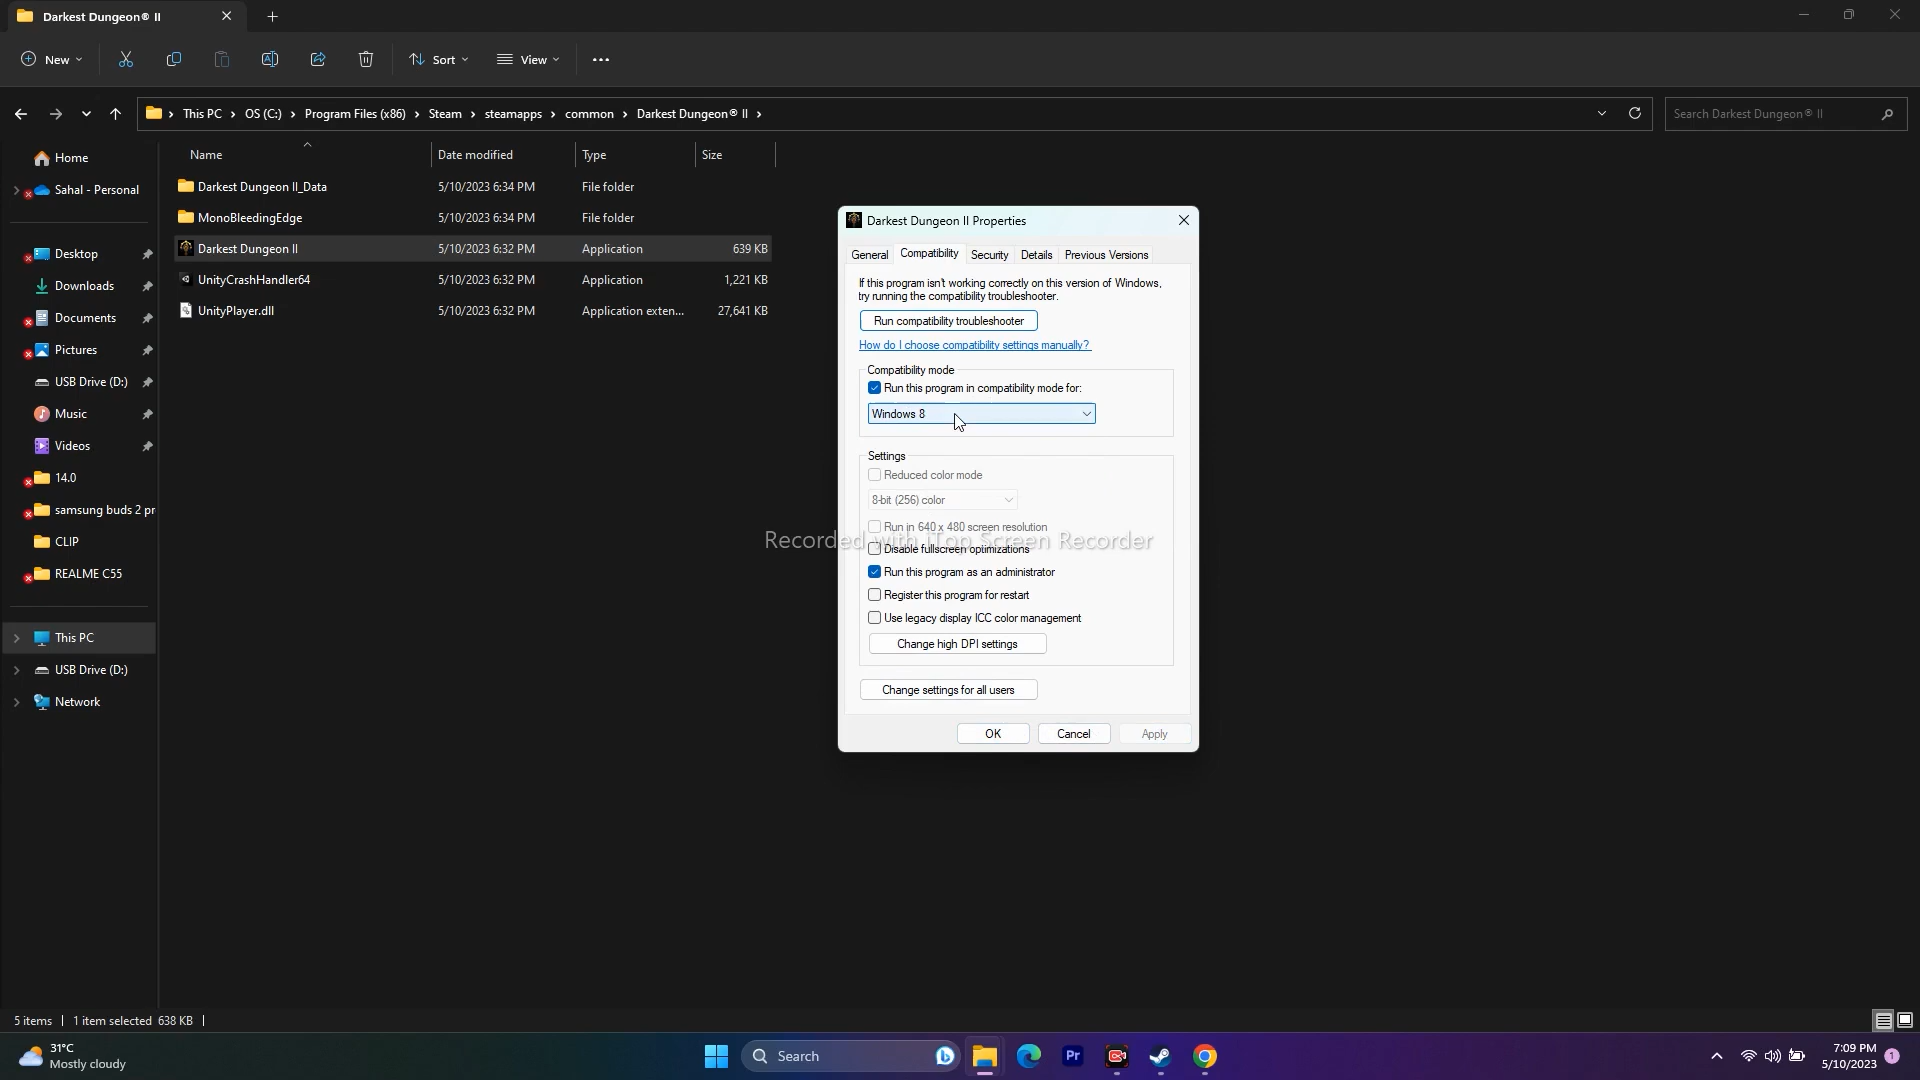 Darkest Dungeon® II
New
Sort
View
This PC
OS (C:)
Program Files (x86)
Steam
steamapps
common
Darkest Dungeon® II
Search Darkest Dungeon® II
Home
Sahal - Personal
Desktop
Downloads
Documents
Pictures
USB Drive (D:)
Music
Videos
14.0
samsung buds 2 pr
CLIP
REALME C55
This PC
USB Drive (D:)
Network
Name Date modified Type Size
Darkest Dungeon II_Data 5/10/2023 6:34 PM File folder
MonoBleedingEdge 5/10/2023 6:34 PM File folder
Darkest Dungeon II 5/10/2023 6:32 PM Application 639 KB
UnityCrashHandler64 5/10/2023 6:32 PM Application 1,221 KB
UnityPlayer.dll 5/10/2023 6:32 PM Application exten... 27,641 KB
Darkest Dungeon II Properties
General Compatibility Security Details Previous Versions
If this program isn't working correctly on this version of Windows,
try running the compatibility troubleshooter.
Run compatibility troubleshooter
How do I choose compatibility settings manually?
Compatibility mode
Run this program in compatibility mode for:
Windows 8
Settings
Reduced color mode
8-bit (256) color
Run in 640 x 480 screen resolution
Recorded with iTop Screen Recorder
Disable fullscreen optimizations
Run this program as an administrator
Register this program for restart
Use legacy display ICC color management
Change high DPI settings
Change settings for all users
OK Cancel Apply
5 items 1 item selected 638 KB
31°C
Mostly cloudy
Search
Pr
7:09 PM
5/10/2023
1